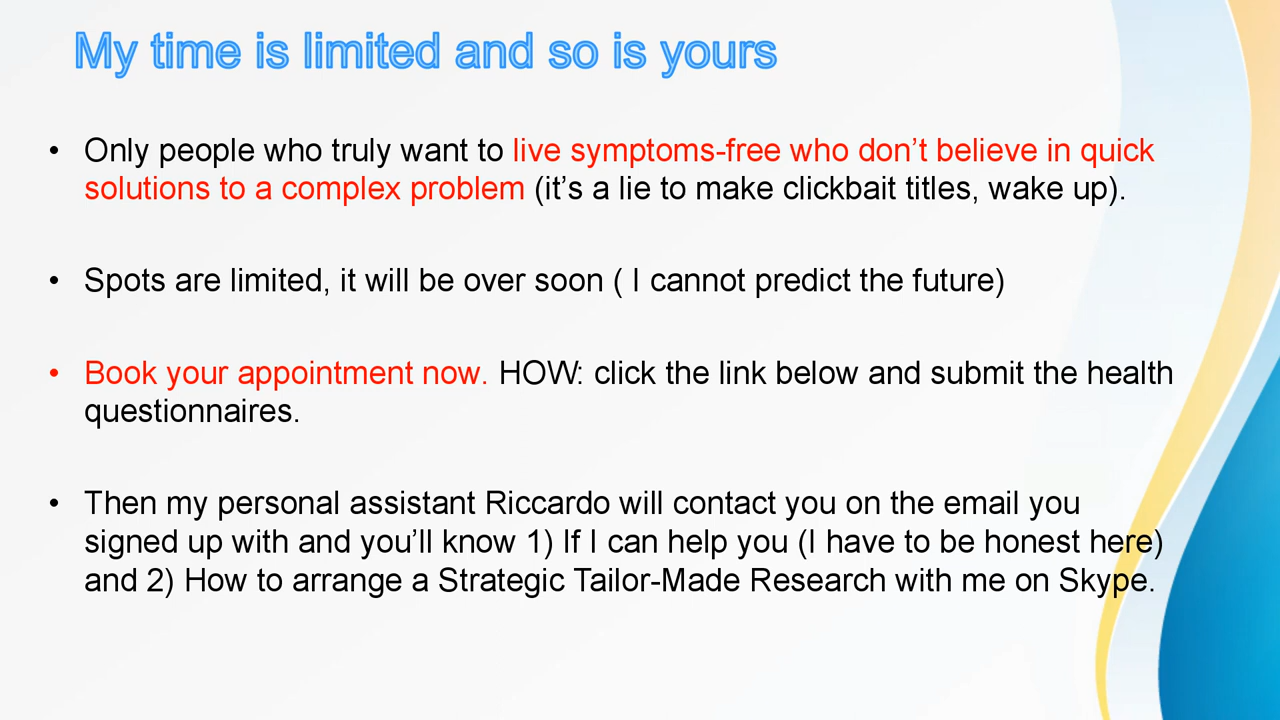 My time is limited and so is yours
• Only people who truly want to live symptoms-free who don’t believe in quick
solutions to a complex problem (it’s a lie to make clickbait titles, wake up).
• Spots are limited, it will be over soon ( I cannot predict the future)
• Book your appointment now. HOW: click the link below and submit the health
questionnaires.
• Then my personal assistant Riccardo will contact you on the email you
signed up with and you’ll know 1) If I can help you (I have to be honest here)
and 2) How to arrange a Strategic Tailor-Made Research with me on Skype.